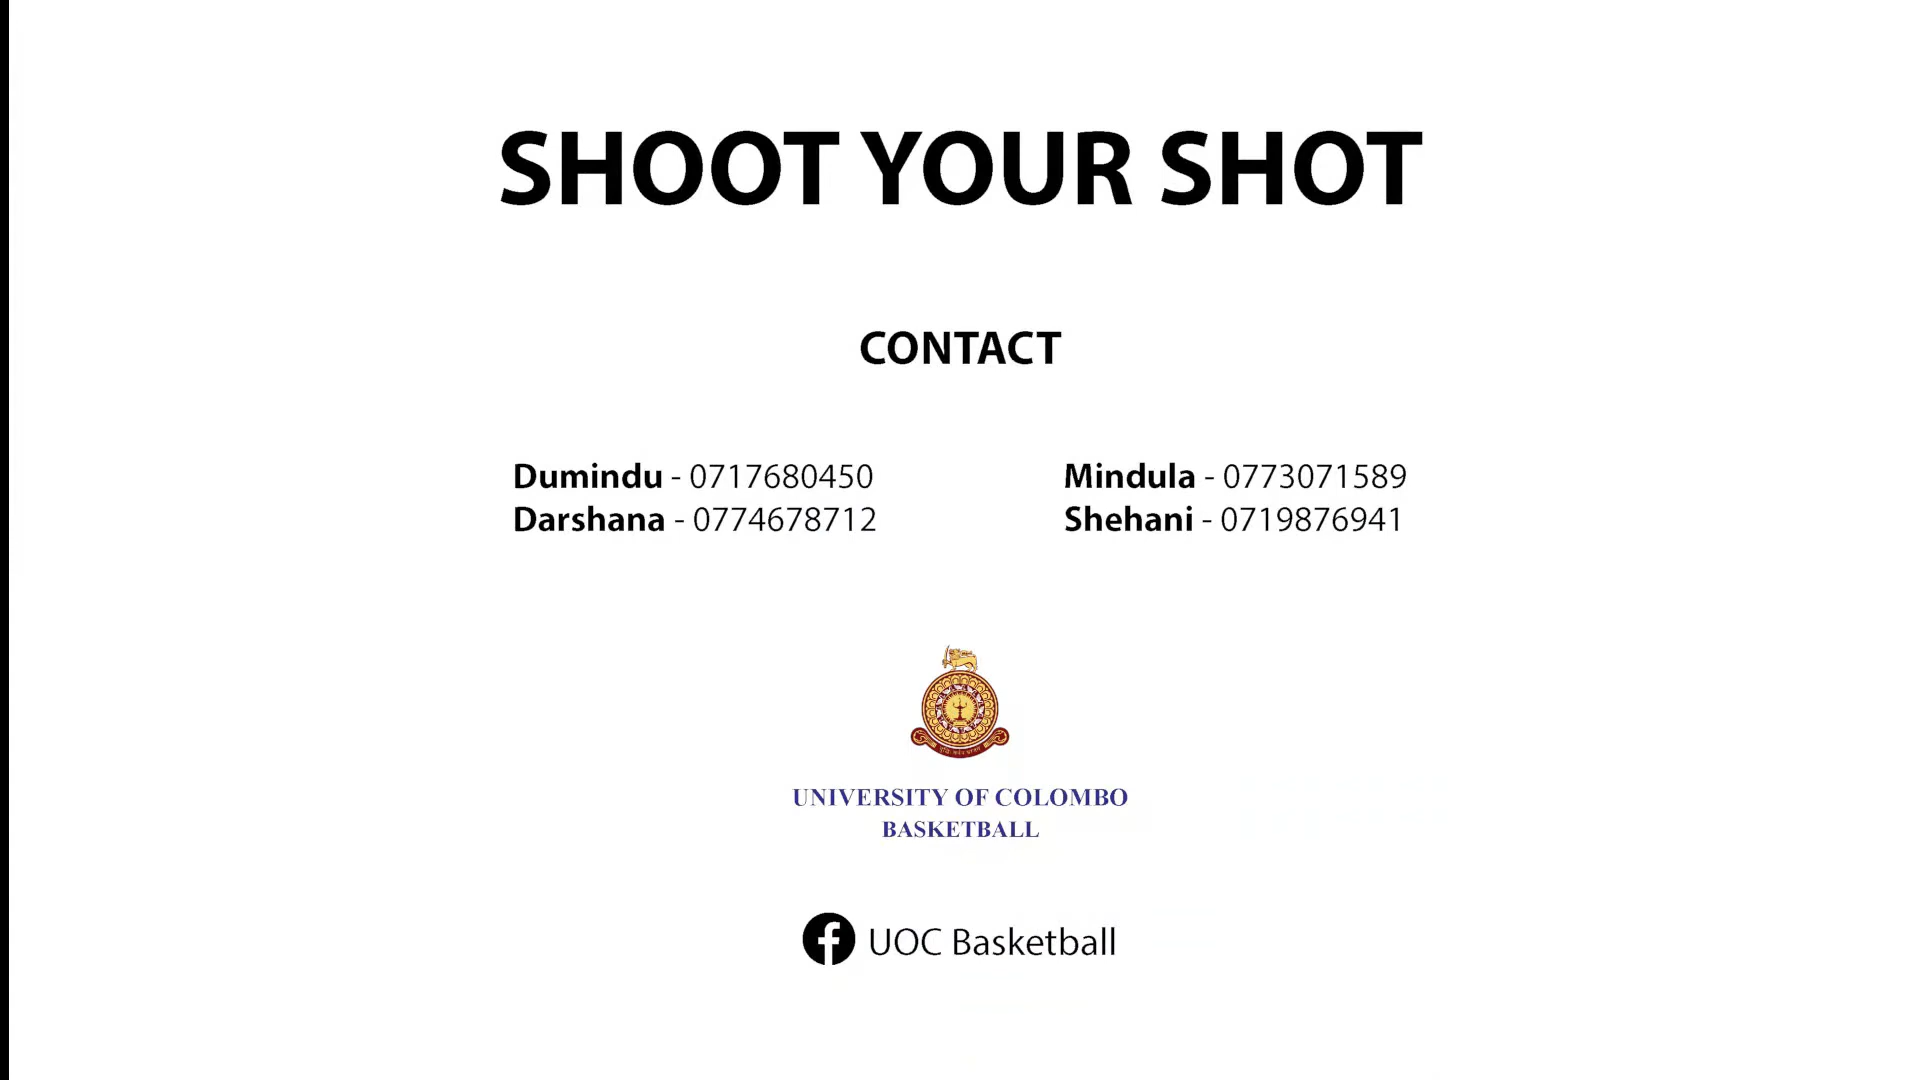 SHOOT YOUR SHOT
CONTACT
Dumindu - 0717680450
Darshana - 0774678712
Mindula - 0773071589
Shehani - 0719876941
UNIVERSITY OF COLOMBO
BASKETBALL
UOC Basketball